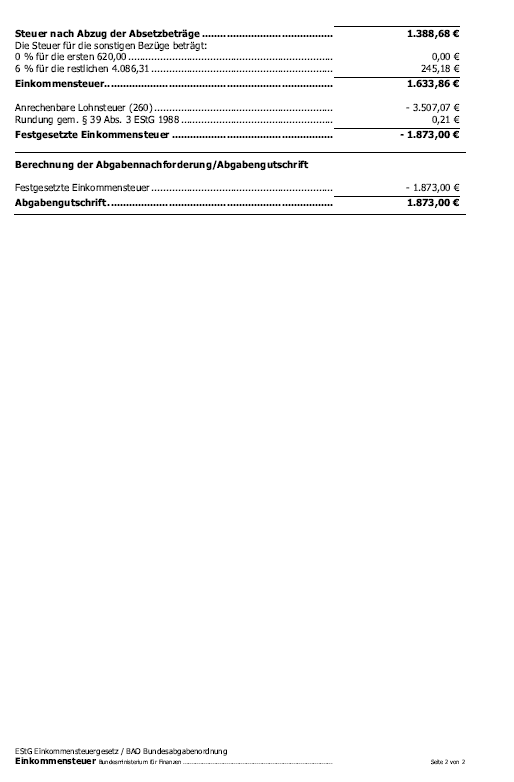 Steuer nach Abzug der Absetzbeträge ........................................... 1.388,68 €
Die Steuer für die sonstigen Bezüge beträgt:
0 % für die ersten 620,00 ........................................... 0,00 €
6 % für die restlichen 4.086,31 ........................................... 245,18 €
Einkommensteuer ........................................... 1.633,86 €
Anrechenbare Lohnsteuer (260) ........................................... - 3.507,07 €
Rundung gem. § 39 Abs. 3 EStG 1988 ........................................... 0,21 €
Festgesetzte Einkommensteuer ........................................... - 1.873,00 €
Berechnung der Abgabennachforderung/Abgabengutschrift
Festgesetzte Einkommensteuer ........................................... - 1.873,00 €
Abgabengutschrift ........................................... 1.873,00 €
EStG Einkommensteuergesetz / BAO Bundesabgabenordnung
Einkommensteuer Bundesministerium für Finanzen ........................................... Seite 2 von 2